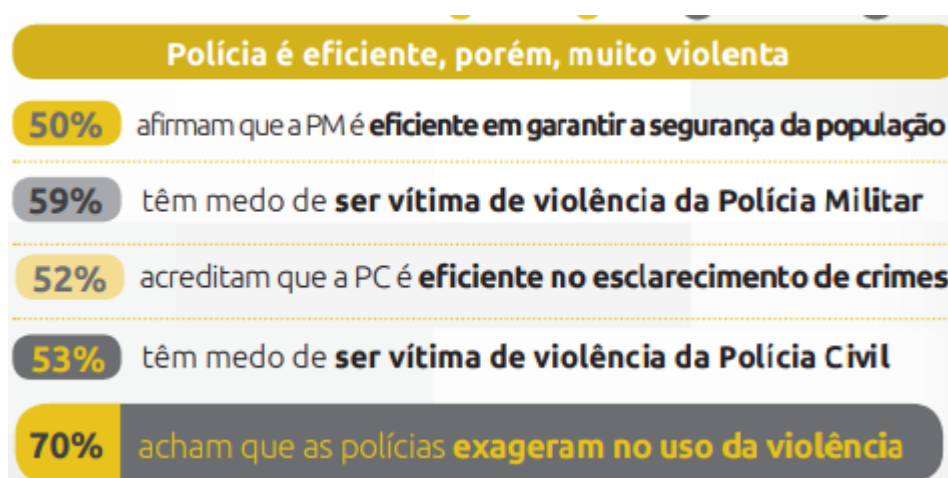 Polícia é eficiente, porém, muito violenta
50% afirmam que a PM é eficiente em garantir a segurança da população
59% têm medo de ser vítima de violência da Polícia Militar
52% acreditam que a PC é eficiente no esclarecimento de crimes
53% têm medo de ser vítima de violência da Polícia Civil
70% acham que as polícias exageram no uso da violência